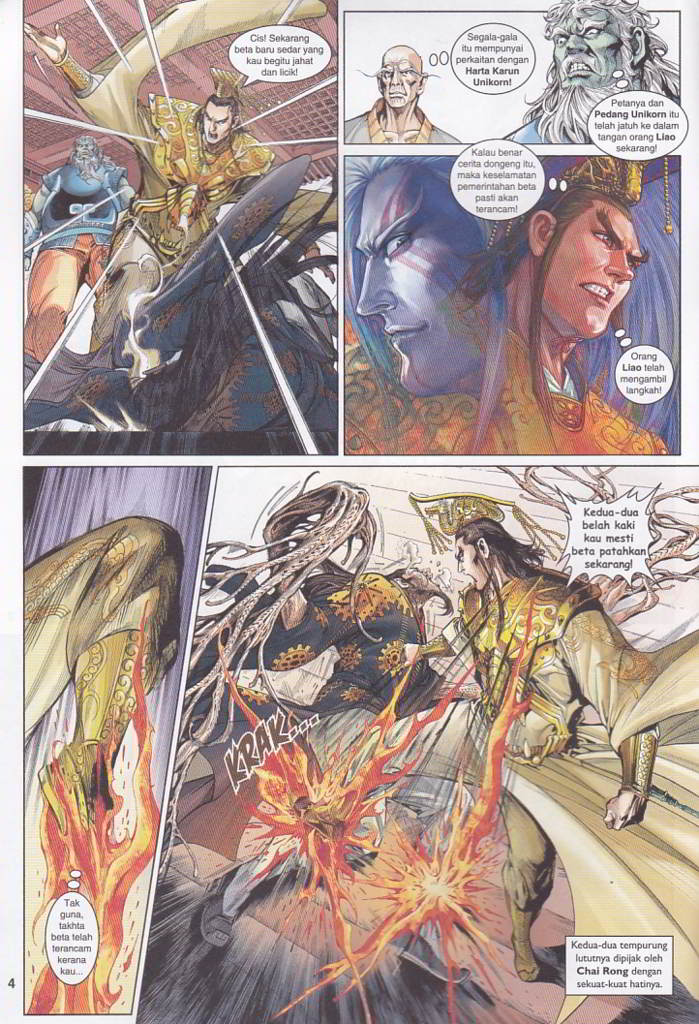 Cis! Sekarang
beta baru sedar yang
kau begitu jahat
dan licik!
Segala-gala
itu mempunyai
perkaitan dengan
Harta Karun
Unikorn!
Petanya dan
Pedang Unikorn itu
telah jatuh ke dalam
tangan orang Liao
sekarang!
Kalau benar
cerita dongeng itu,
maka keselamatan
pemerintahan beta
pasti akan
terancam!
Orang
Liao telah
mengambil
langkah!
Tak
guna,
takhta
beta telah
terancam
kerana
kau...
Kedua-dua
belah kaki
kau mesti
beta patahkan
sekarang!
KRAK...
Kedua-dua tempurung
lututnya dipijak oleh
Chai Rong dengan
sekuat-kuat hatinya.
4